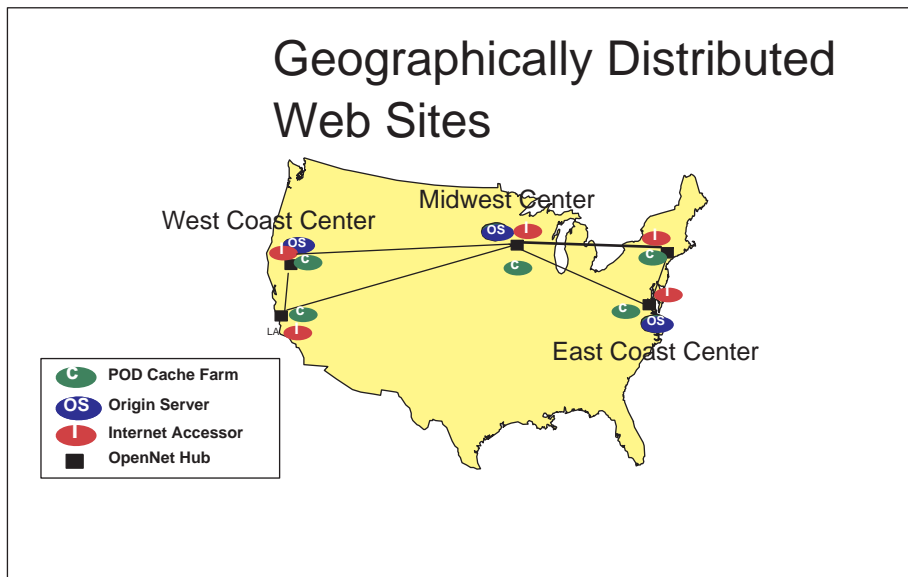 Geographically Distributed
Web Sites
Midwest Center
West Coast Center
OS
I
I
OS
I
C
C
C
I
C
C
OS
LA
I
East Coast Center
C
POD Cache Farm
OS
Origin Server
I
Internet Accessor
OpenNet Hub